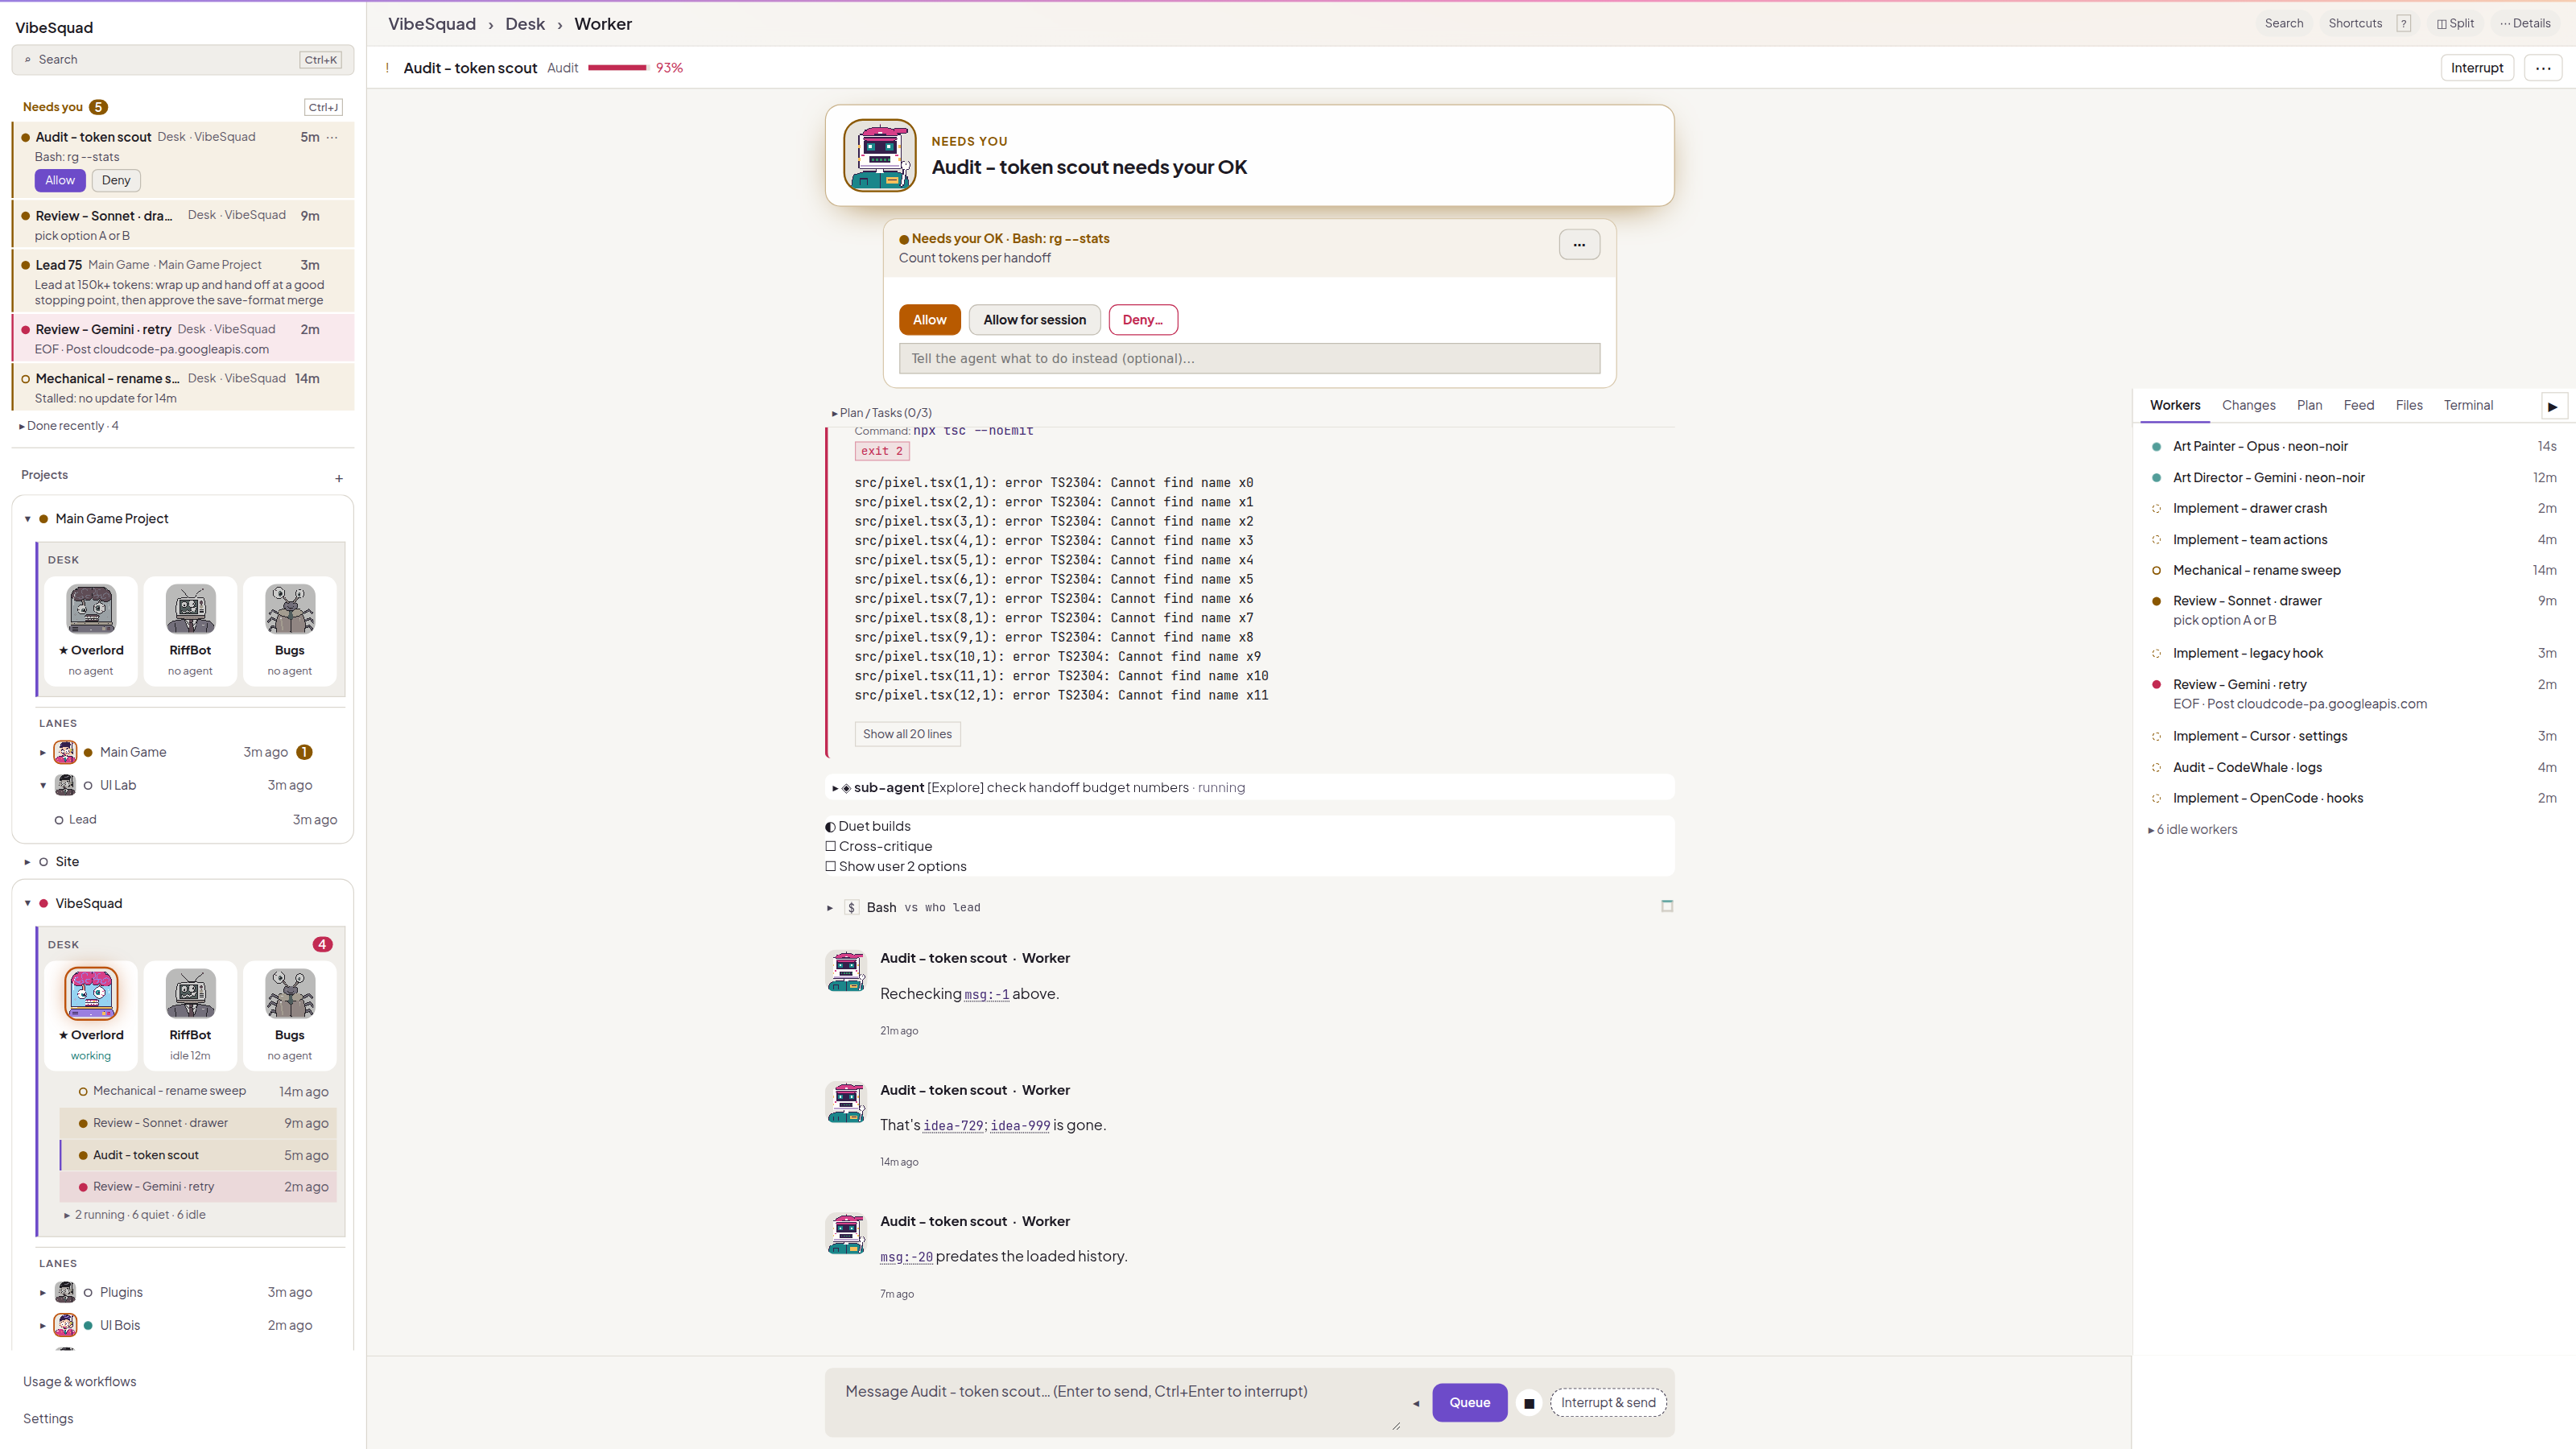 VibeSquad
Search Ctrl+K
Needs you 5 Ctrl+J
Audit - token scout Desk · VibeSquad 5m ···
Bash: rg --stats
Allow Deny
Review - Sonnet · dra... Desk · VibeSquad 9m
pick option A or B
Lead 75 Main Game · Main Game Project 3m
Lead at 150k+ tokens: wrap up and hand off at a good
stopping point, then approve the save-format merge
Review - Gemini · retry Desk · VibeSquad 2m
EOF · Post cloudcode-pa.googleapis.com
Mechanical - rename s... Desk · VibeSquad 14m
Stalled: no update for 14m
▸ Done recently · 4
Projects +
▾ Main Game Project
DESK
★ Overlord RiffBot Bugs
no agent no agent no agent
LANES
▸ Main Game 3m ago 1
▾ UI Lab 3m ago
Lead 3m ago
▸ Site
▾ VibeSquad
DESK 4
★ Overlord RiffBot Bugs
working idle 12m no agent
Mechanical - rename sweep 14m ago
Review - Sonnet · drawer 9m ago
Audit - token scout 5m ago
Review - Gemini · retry 2m ago
▸ 2 running · 6 quiet · 6 idle
LANES
▸ Plugins 3m ago
▸ UI Bois 2m ago
Usage & workflows
Settings
VibeSquad › Desk › Worker
Search Shortcuts ? Split ··· Details
! Audit - token scout Audit 93%
Interrupt ···
NEEDS YOU
Audit - token scout needs your OK
Needs your OK · Bash: rg --stats
Count tokens per handoff
···
Allow Allow for session Deny...
Tell the agent what to do instead (optional)...
▸ Plan / Tasks (0/3)
Command: npx tsc --noEmit
exit 2
src/pixel.tsx(1,1): error TS2304: Cannot find name x0
src/pixel.tsx(2,1): error TS2304: Cannot find name x1
src/pixel.tsx(3,1): error TS2304: Cannot find name x2
src/pixel.tsx(4,1): error TS2304: Cannot find name x3
src/pixel.tsx(5,1): error TS2304: Cannot find name x4
src/pixel.tsx(6,1): error TS2304: Cannot find name x5
src/pixel.tsx(7,1): error TS2304: Cannot find name x6
src/pixel.tsx(8,1): error TS2304: Cannot find name x7
src/pixel.tsx(9,1): error TS2304: Cannot find name x8
src/pixel.tsx(10,1): error TS2304: Cannot find name x9
src/pixel.tsx(11,1): error TS2304: Cannot find name x10
src/pixel.tsx(12,1): error TS2304: Cannot find name x11
Show all 20 lines
▸ ◈ sub-agent [Explore] check handoff budget numbers · running
◐ Duet builds
☐ Cross-critique
☐ Show user 2 options
▸ $ Bash vs who lead
Audit - token scout · Worker
Rechecking msg:-1 above.
21m ago
Audit - token scout · Worker
That's idea-729; idea-999 is gone.
14m ago
Audit - token scout · Worker
msg:-20 predates the loaded history.
7m ago
Message Audit - token scout... (Enter to send, Ctrl+Enter to interrupt)
◂ Queue ■ Interrupt & send
Workers Changes Plan Feed Files Terminal ▶
Art Painter - Opus · neon-noir 14s
Art Director - Gemini · neon-noir 12m
Implement - drawer crash 2m
Implement - team actions 4m
Mechanical - rename sweep 14m
Review - Sonnet · drawer 9m
pick option A or B
Implement - legacy hook 3m
Review - Gemini · retry 2m
EOF · Post cloudcode-pa.googleapis.com
Implement - Cursor · settings 3m
Audit - CodeWhale · logs 4m
Implement - OpenCode · hooks 2m
▸ 6 idle workers